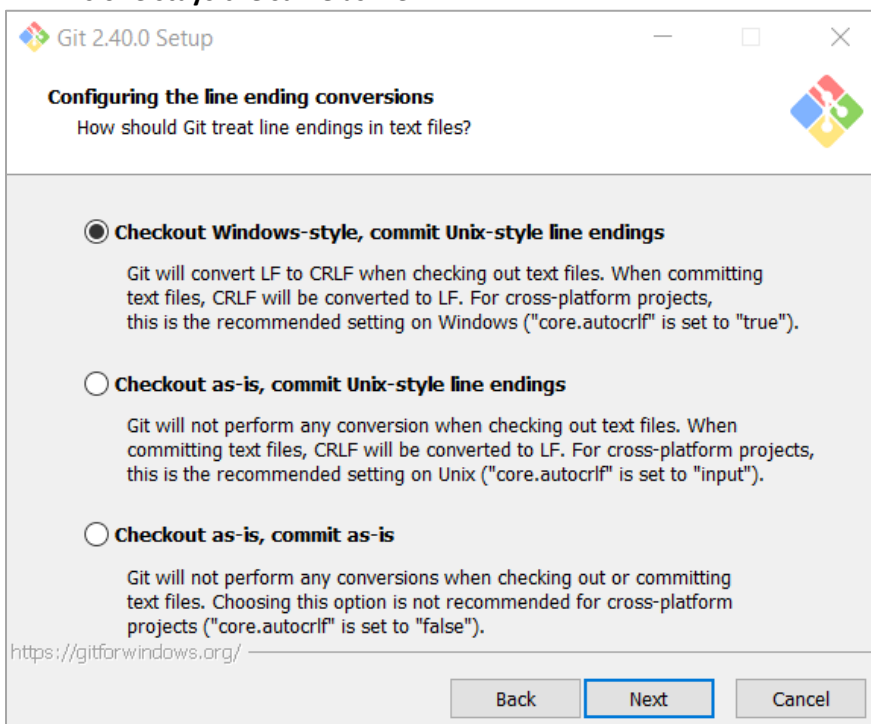 Git 2.40.0 Setup
Configuring the line ending conversions
How should Git treat line endings in text files?
Checkout Windows-style, commit Unix-style line endings
Git will convert LF to CRLF when checking out text files. When committing
text files, CRLF will be converted to LF. For cross-platform projects,
this is the recommended setting on Windows ("core.autocrlf" is set to "true").
Checkout as-is, commit Unix-style line endings
Git will not perform any conversion when checking out text files. When
committing text files, CRLF will be converted to LF. For cross-platform projects,
this is the recommended setting on Unix ("core.autocrlf" is set to "input").
Checkout as-is, commit as-is
Git will not perform any conversions when checking out or committing
text files. Choosing this option is not recommended for cross-platform
projects ("core.autocrlf" is set to "false").
https://gitforwindows.org/
Back Next Cancel